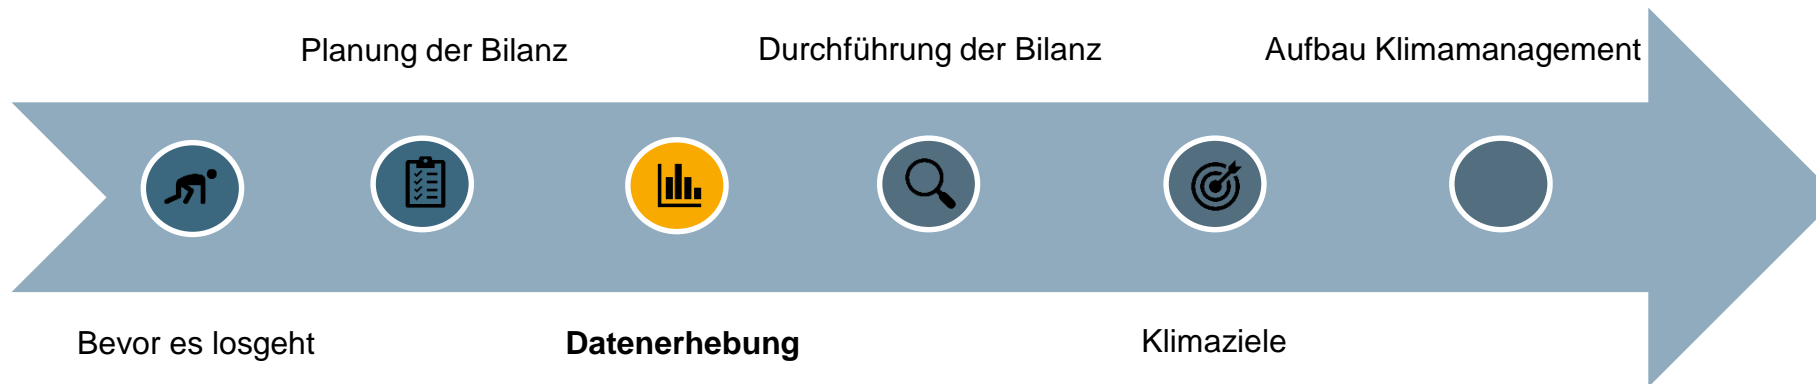 Planung der Bilanz
Durchführung der Bilanz
Aufbau Klimamanagement
Bevor es losgeht
Datenerhebung
Klimaziele